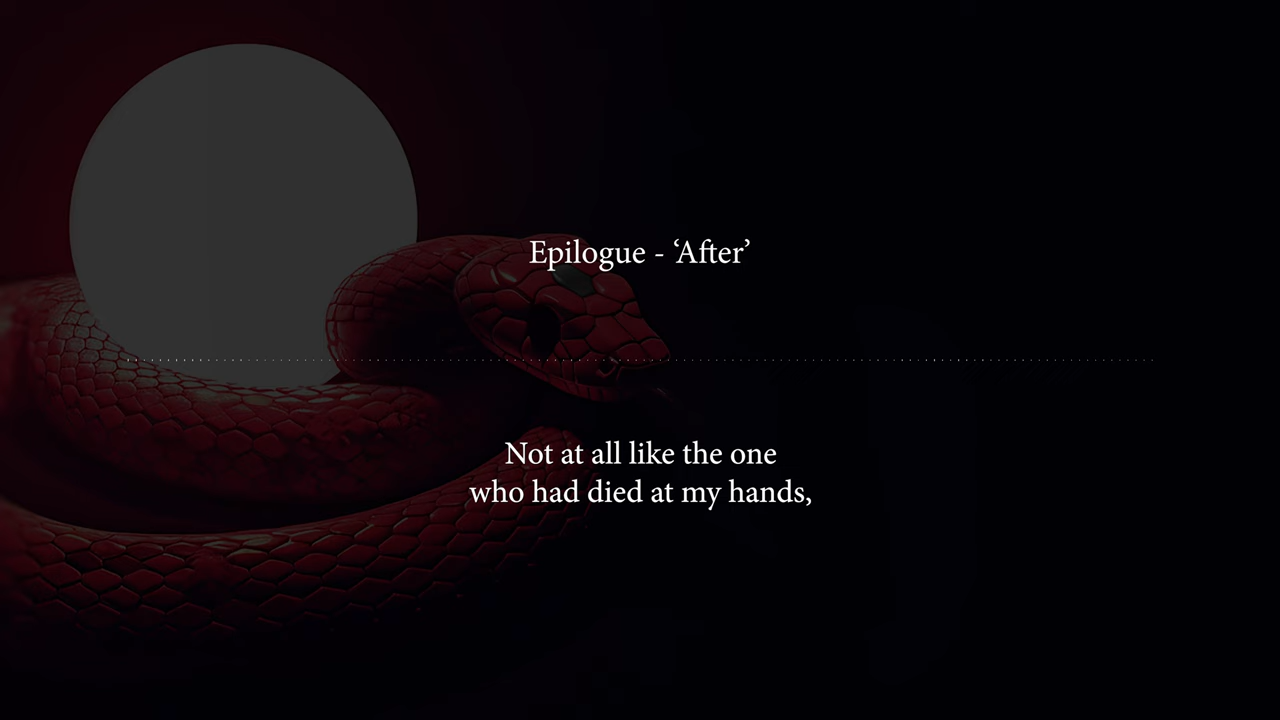 Epilogue - ‘After’
Not at all like the one
who had died at my hands,